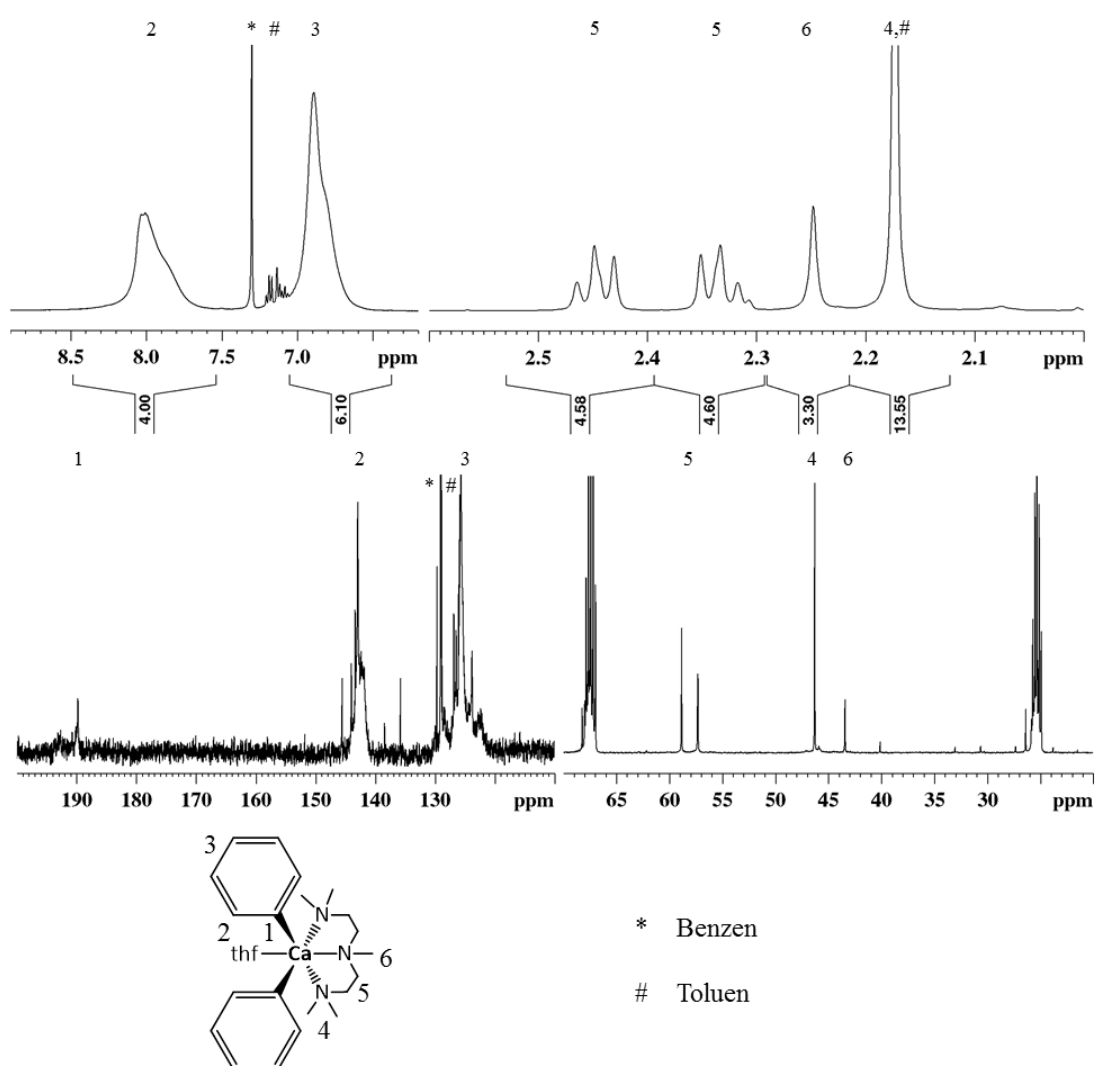 2 * # 3 5 5 6 4,#
8.5 8.0 7.5 7.0 ppm 2.5 2.4 2.3 2.2 2.1 ppm
4.00 6.10 4.58 4.60 3.30 13.55
1 2 * # 3 5 4 6
190 180 170 160 150 140 130 ppm 65 60 55 50 45 40 35 30 ppm
3
N
2 1
thf Ca N 6
N 5
4
* Benzen
# Toluen